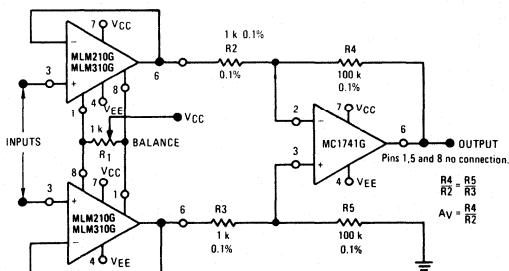 7 VCC
−
MLM210G
MLM310G
3
+
6
8
4
VEE
1
1 k 0.1%
R2
0.1%
R4
100 k
0.1%
VCC
1 k
R1
BALANCE
INPUTS
2
−
7 VCC
MC1741G
6
OUTPUT
Pins 1,5 and 8 no connection.
3
+
4 VEE
R4/R2 = R5/R3
AV = R4/R2
8
7
VCC
1
3
+
MLM210G
MLM310G
6
R3
1 k
0.1%
R5
100 k
0.1%
−
4 VEE